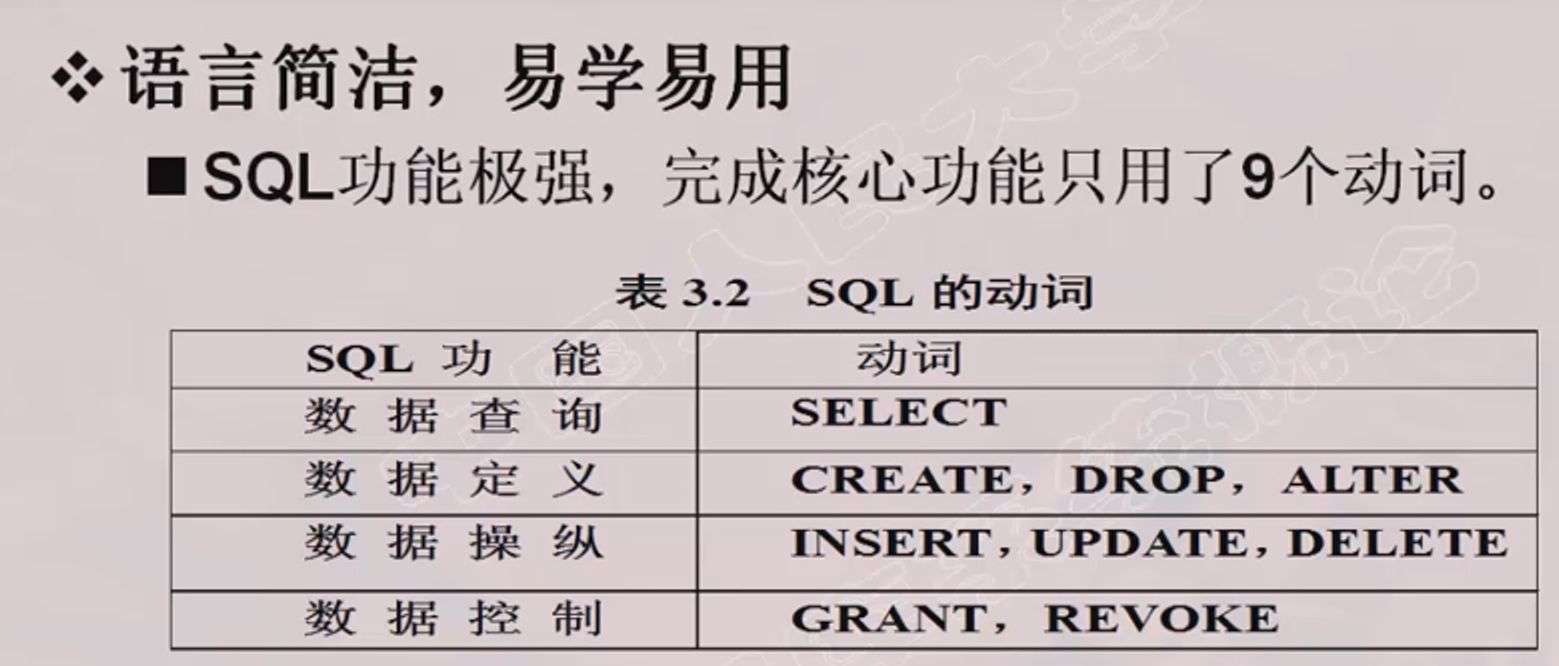 ❖语言简洁，易学易用
■SQL功能极强，完成核心功能只用了9个动词。
表 3.2 SQL 的动词
SQL 功 能 动词
数 据 查 询 SELECT
数 据 定 义 CREATE，DROP，ALTER
数 据 操 纵 INSERT，UPDATE，DELETE
数 据 控 制 GRANT，REVOKE